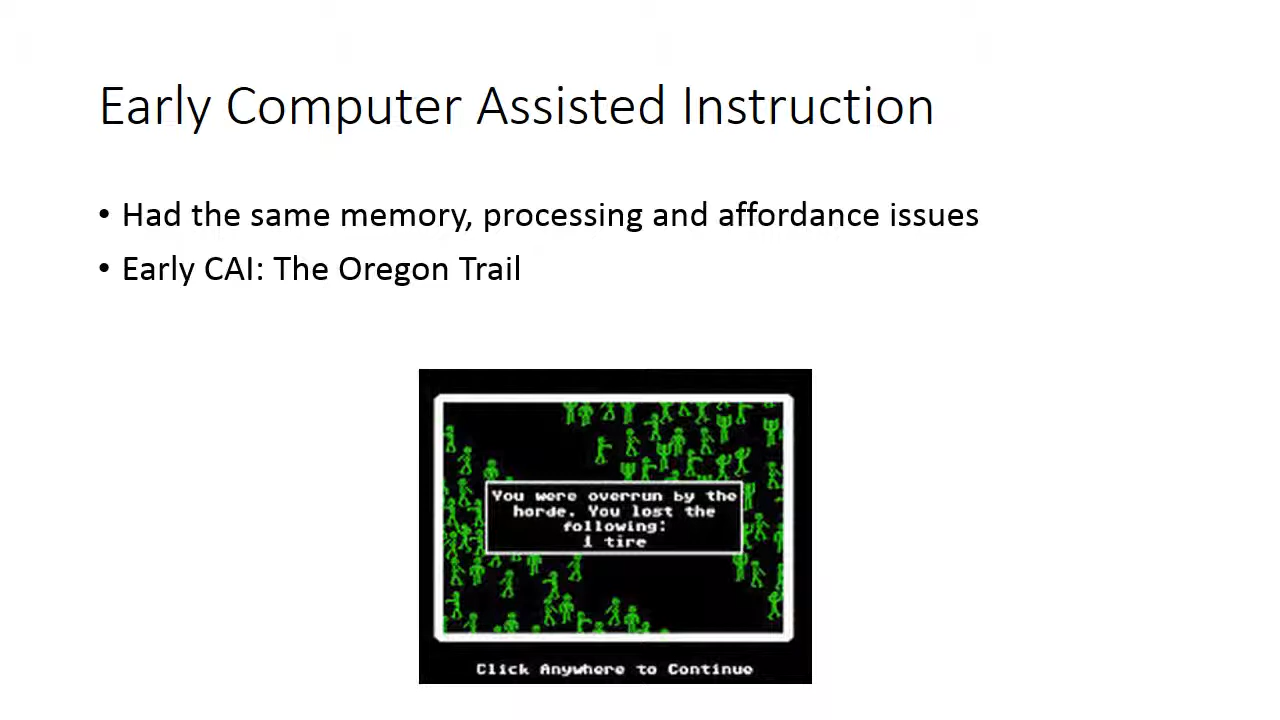 Early Computer Assisted Instruction
• Had the same memory, processing and affordance issues
• Early CAI: The Oregon Trail
You were overrun by the
horde. You lost the
following:
1 tire
Click Anywhere to Continue